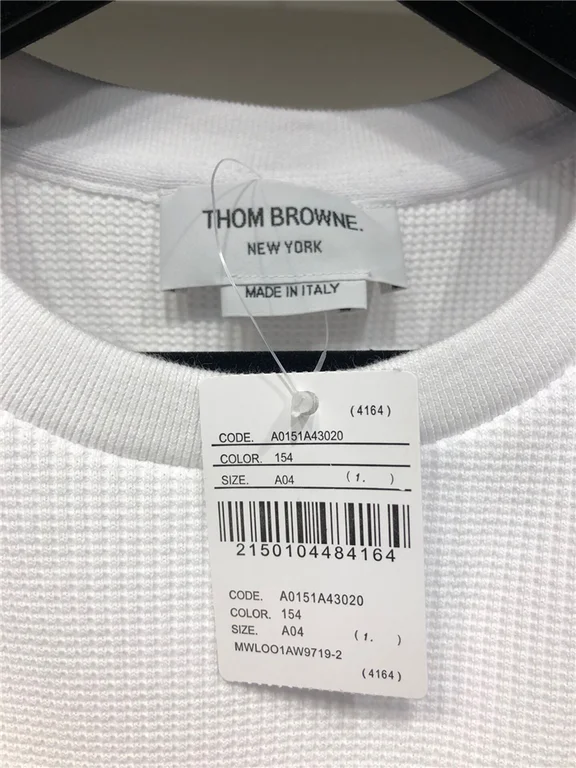 THOM BROWNE.
NEW YORK
MADE IN ITALY
(4164)
CODE. A0151A43020
COLOR. 154
SIZE. A04 (1. )
2150104484164
CODE. A0151A43020
COLOR. 154
SIZE. A04 (1. )
MWLOO1AW9719-2
(4164)